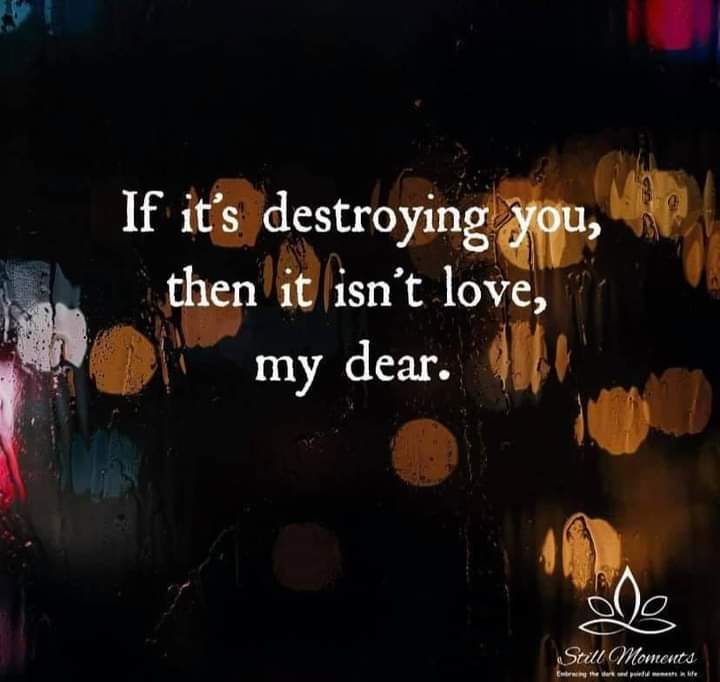 If it's destroying you,
then it isn't love,
my dear.
Still Moments
Embracing the dark and painful moments in life